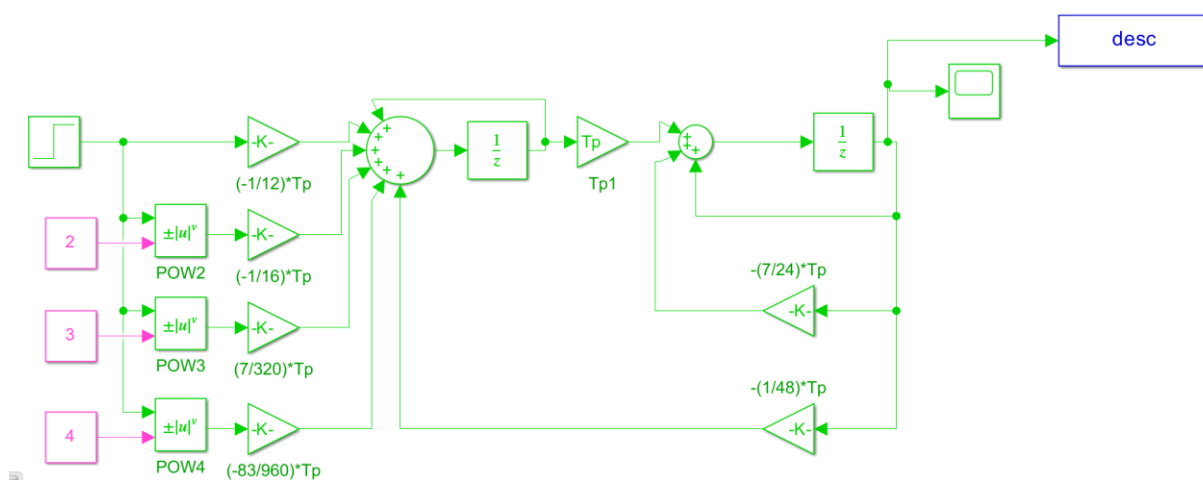 desc
-K-
(-1/12)*Tp
+
+
+
+
+
+
1
z
Tp
Tp1
+
+
+
1
z
2
±|u|ᵛ
POW2
-K-
(-1/16)*Tp
3
±|u|ᵛ
POW3
-K-
(7/320)*Tp
4
±|u|ᵛ
POW4
-K-
(-83/960)*Tp
-(7/24)*Tp
-K-
-(1/48)*Tp
-K-